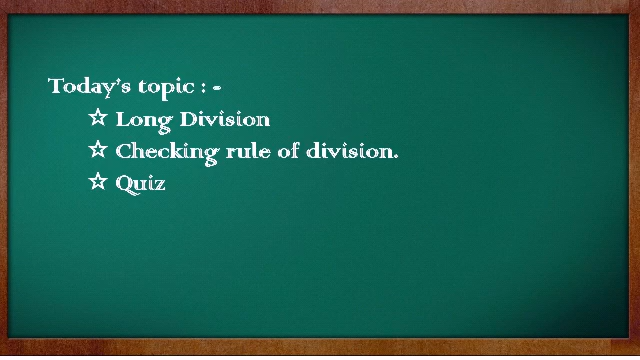 Today's topic : -
☆ Long Division
☆ Checking rule of division.
☆ Quiz